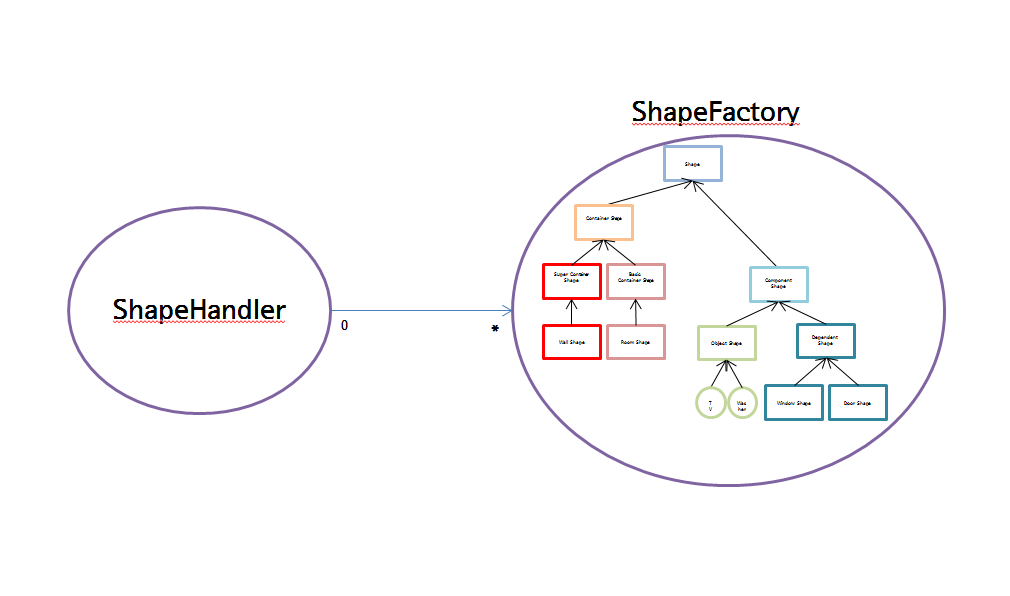 ShapeFactory
Shape
Container Shape
Super Container
Shape
Basic
Container Shape
Component
Shape
ShapeHandler
0
*
Wall Shape
Room Shape
Object Shape
Dependent
Shape
T
V
Was
her
Window Shape
Door Shape